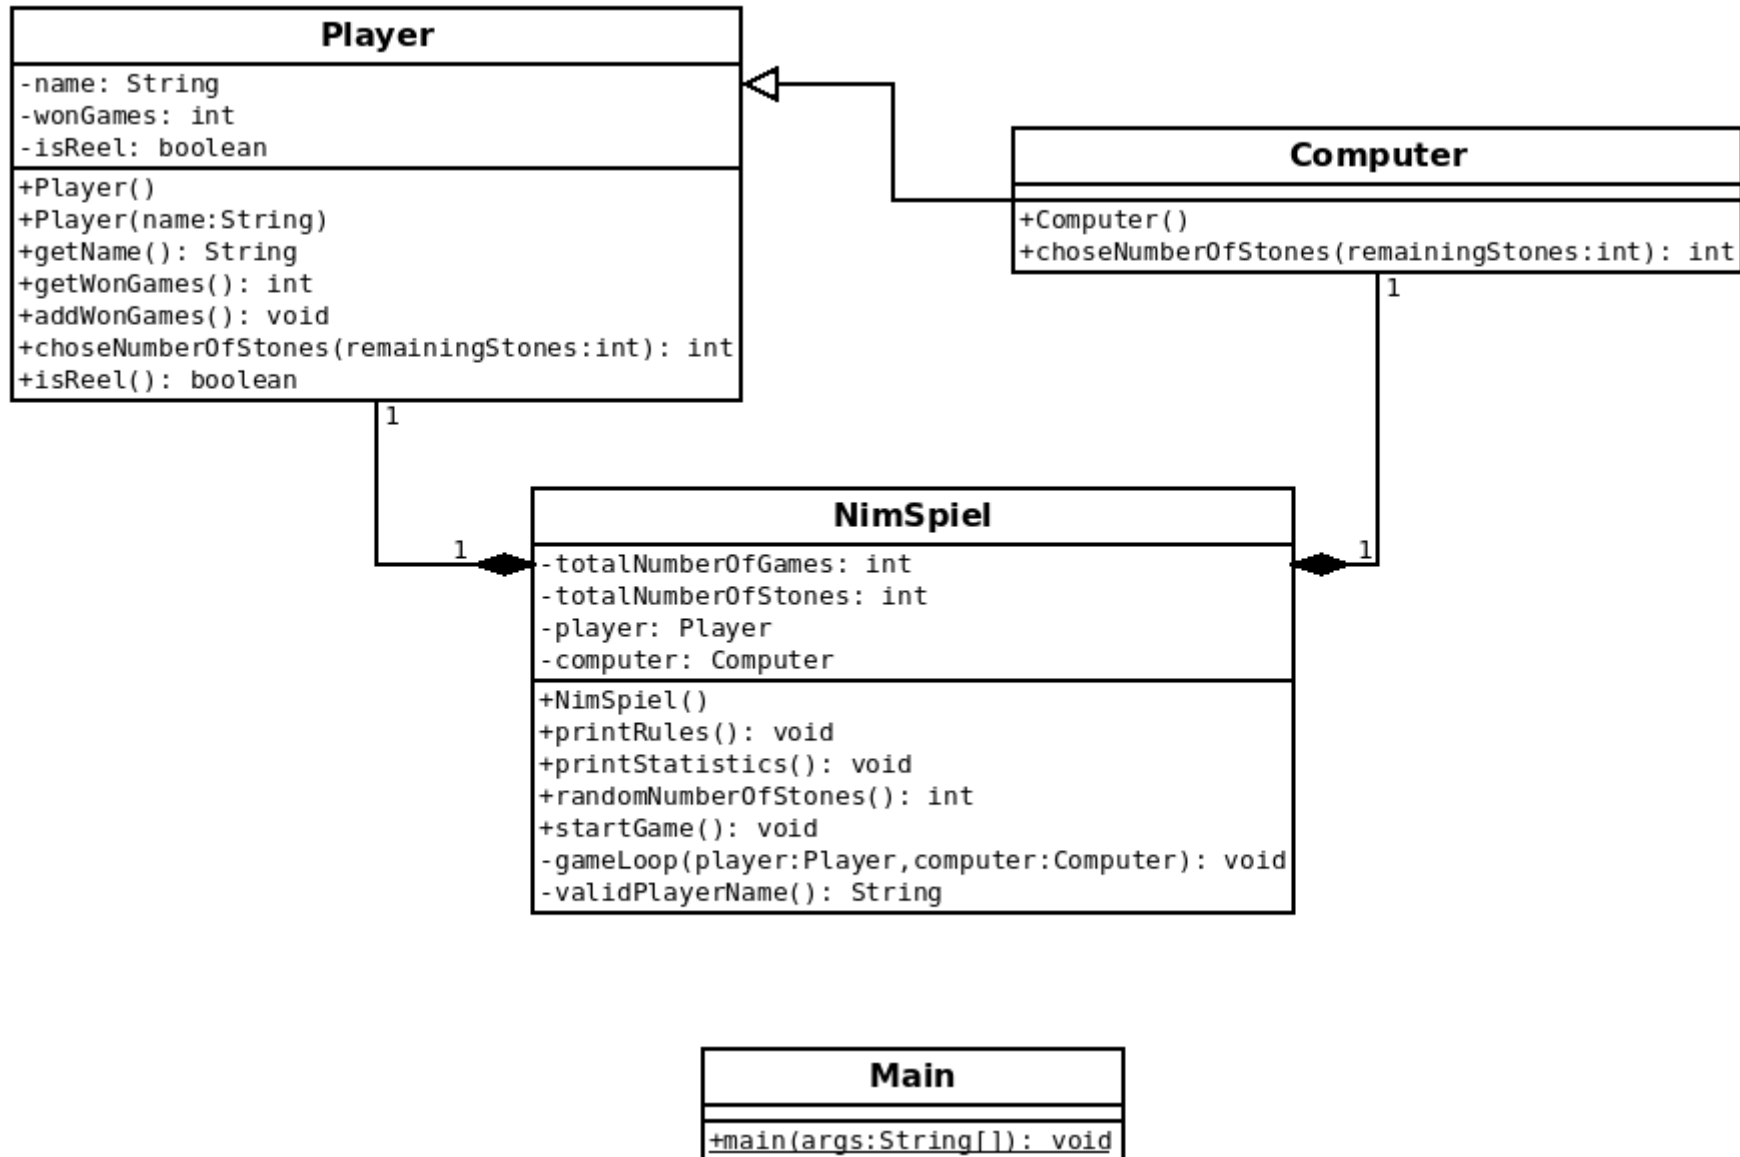 Player
-name: String
-wonGames: int
-isReel: boolean
+Player()
+Player(name:String)
+getName(): String
+getWonGames(): int
+addWonGames(): void
+choseNumberOfStones(remainingStones:int): int
+isReel(): boolean
1
1
Computer
+Computer()
+choseNumberOfStones(remainingStones:int): int
1
1
NimSpiel
-totalNumberOfGames: int
-totalNumberOfStones: int
-player: Player
-computer: Computer
+NimSpiel()
+printRules(): void
+printStatistics(): void
+randomNumberOfStones(): int
+startGame(): void
-gameLoop(player:Player,computer:Computer): void
-validPlayerName(): String
Main
+main(args:String[]): void